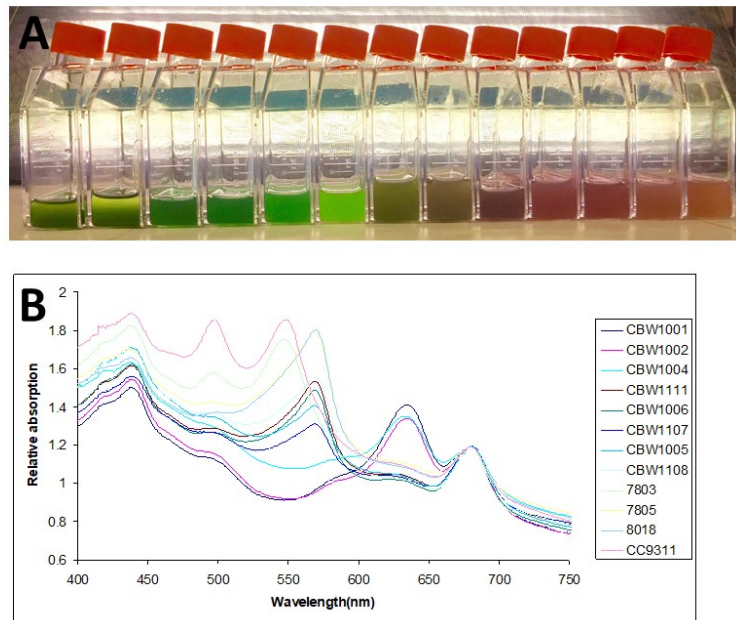 A
B
2
1.8
1.6
1.4
1.2
1
0.8
0.6
Relative absorption
400 450 500 550 600 650 700 750
Wavelength(nm)
CBW1001
CBW1002
CBW1004
CBW1111
CBW1006
CBW1107
CBW1005
CBW1108
7803
7805
8018
CC9311